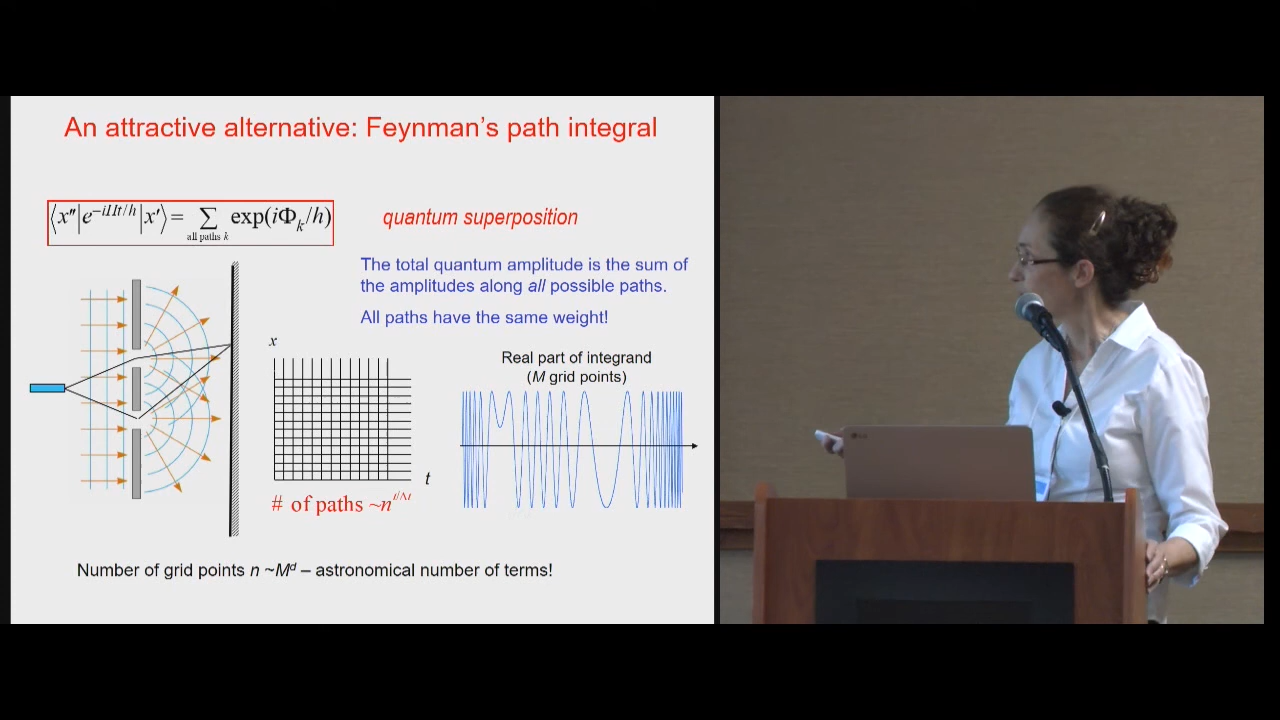 An attractive alternative: Feynman's path integral
⟨x″|e^{−iHt/ħ}|x′⟩ = ∑ exp(iΦ_k/ħ)
all paths k
quantum superposition
The total quantum amplitude is the sum of
the amplitudes along all possible paths.
All paths have the same weight!
x
t
# of paths ~n^{t/Δt}
Real part of integrand
(M grid points)
Number of grid points n ~M^d – astronomical number of terms!
LG